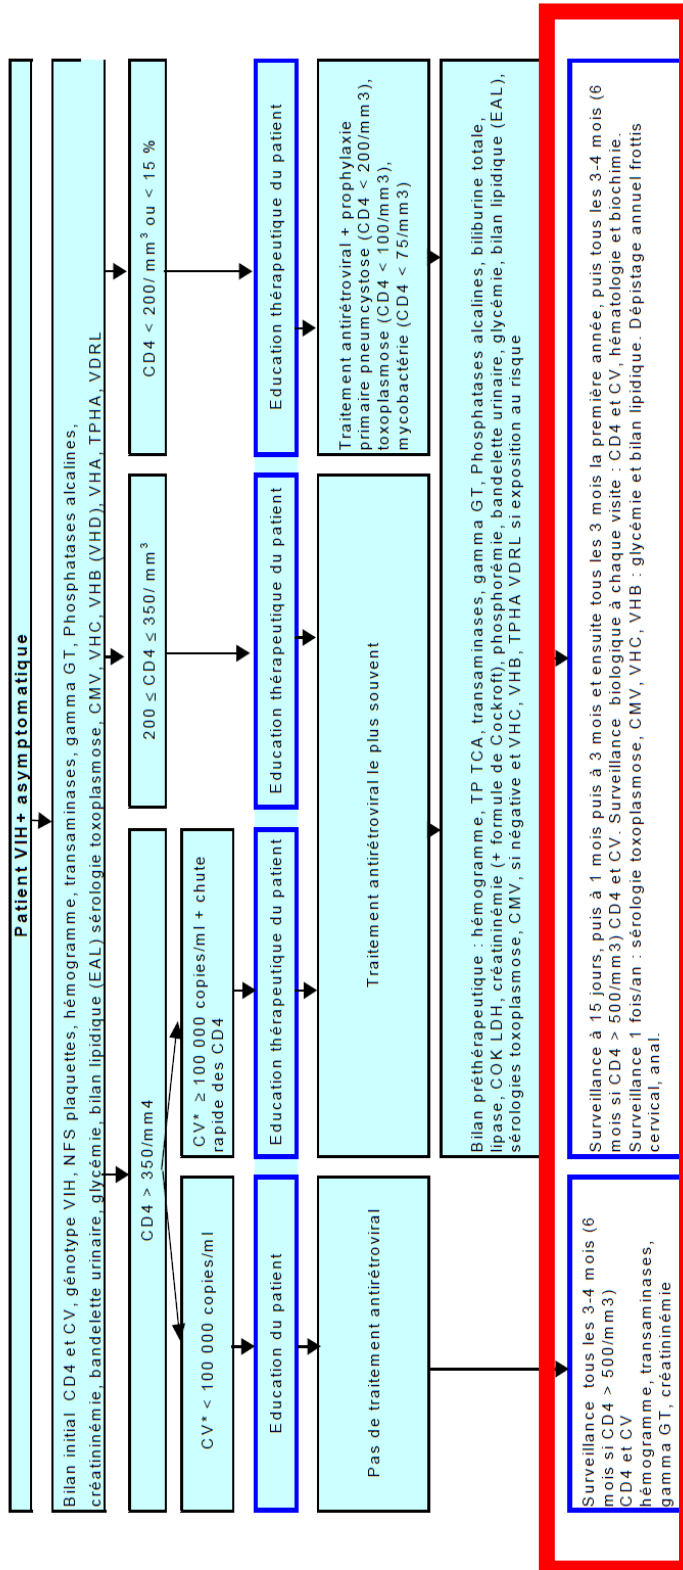 Patient VIH+ asymptomatique
Bilan initial CD4 et CV, génotype VIH, NFS plaquettes, hémogramme, transaminases, gamma GT, Phosphatases alcalines,
créatininémie, bandelette urinaire, glycémie, bilan lipidique (EAL) sérologie toxoplasmose, CMV, VHC, VHB (VHD), VHA, TPHA, VDRL
CD4 > 350/mm4
200 ≤ CD4 ≤ 350/ mm³
CD4 < 200/ mm³ ou < 15 %
CV* < 100 000 copies/ml
CV* ≥ 100 000 copies/ml + chute
rapide des CD4
Education du patient
Education thérapeutique du patient
Education thérapeutique du patient
Education thérapeutique du patient
Pas de traitement antirétroviral
Traitement antirétroviral le plus souvent
Traitement antirétroviral + prophylaxie
primaire pneumcystose (CD4 < 200/mm3),
toxoplasmose (CD4 < 100/mm3),
mycobactérie (CD4 < 75/mm3)
Bilan préthérapeutique : hémogramme, TP TCA, transaminases, gamma GT, Phosphatases alcalines, biliburine totale,
lipase, COK LDH, créatininémie (+ formule de Cockroft), phosphorémie, bandelette urinaire, glycémie, bilan lipidique (EAL),
sérologies toxoplasmose, CMV, si négative et VHC, VHB, TPHA VDRL si exposition au risque
Surveillance tous les 3-4 mois (6
mois si CD4 > 500/mm3)
CD4 et CV
hémogramme, transaminases,
gamma GT, créatininémie
Surveillance à 15 jours, puis à 1 mois puis à 3 mois et ensuite tous les 3 mois la première année, puis tous les 3-4 mois (6
mois si CD4 > 500/mm3) CD4 et CV. Surveillance biologique à chaque visite : CD4 et CV, hématologie et biochimie.
Surveillance 1 fois/an : sérologie toxoplasmose, CMV, VHC, VHB : glycémie et bilan lipidique. Dépistage annuel frottis
cervical, anal.